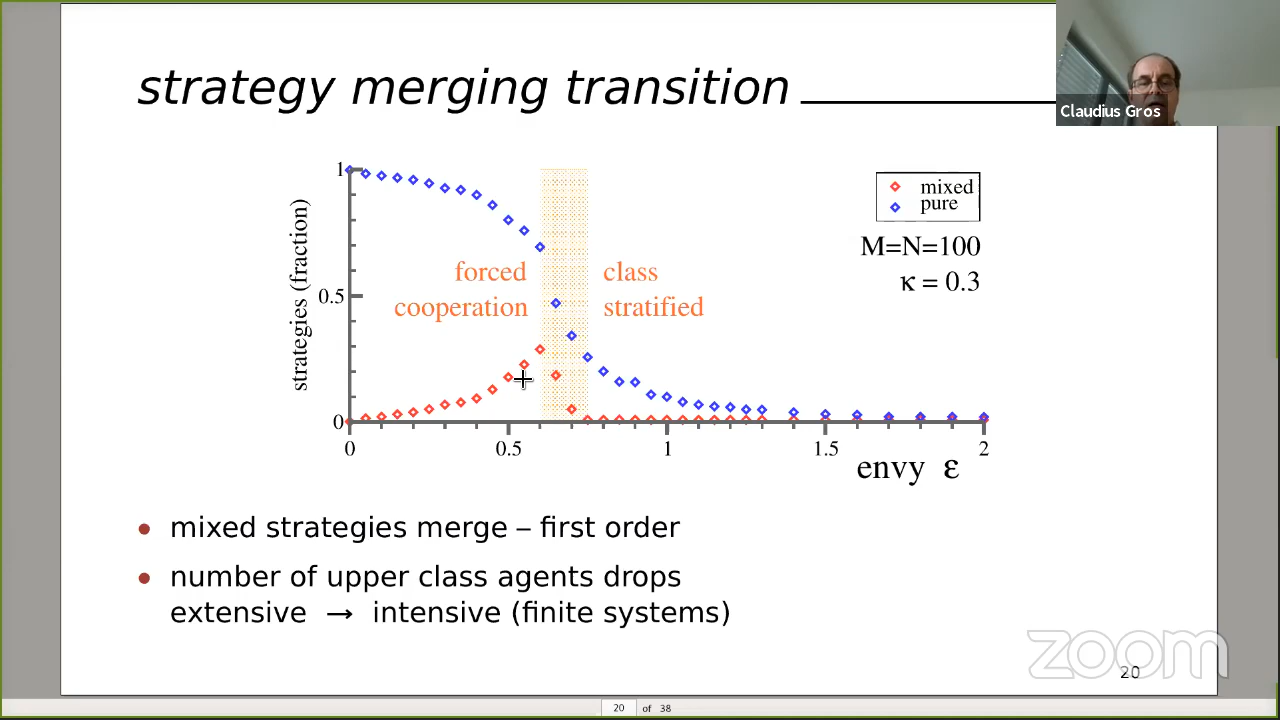 strategy merging transition
Claudius Gros
1
0.5
0
strategies (fraction)
forced
cooperation
class
stratified
mixed
pure
M=N=100
κ = 0.3
0
0.5
1
1.5
2
envy ε
mixed strategies merge – first order
number of upper class agents drops
extensive → intensive (finite systems)
zoom
20
20 of 38